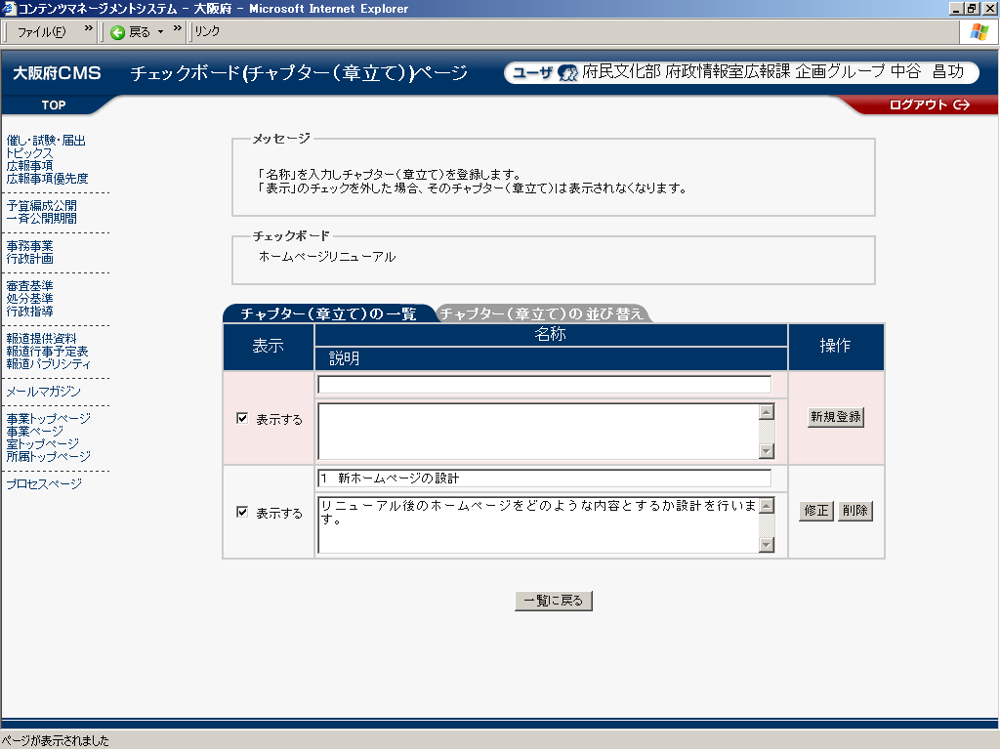 コンテンツマネージメントシステム - 大阪府 - Microsoft Internet Explorer
ファイル(F) » 戻る » リンク
大阪府CMS チェックボード(チャプター(章立て))ページ ユーザ 府民文化部 府政情報室広報課 企画グループ 中谷 昌功
TOP ログアウト
催し・試験・届出
トピックス
広報事項
広報事項優先度
予算編成公開
一斉公開期間
事務事業
行政計画
審査基準
処分基準
行政指導
報道提供資料
報道行事予定表
報道パブリシティ
メールマガジン
事業トップページ
事業ページ
室トップページ
所属トップページ
プロセスページ
メッセージ
「名称」を入力しチャプター(章立て)を登録します。
「表示」のチェックを外した場合、そのチャプター(章立て)は表示されなくなります。
チェックボード
ホームページリニューアル
チャプター(章立て)の一覧 チャプター(章立て)の並び替え
表示 名称 操作
説明
表示する 新規登録
1 新ホームページの設計
表示する リニューアル後のホームページをどのような内容とするか設計を行いま
す。
修正 削除
一覧に戻る
ページが表示されました